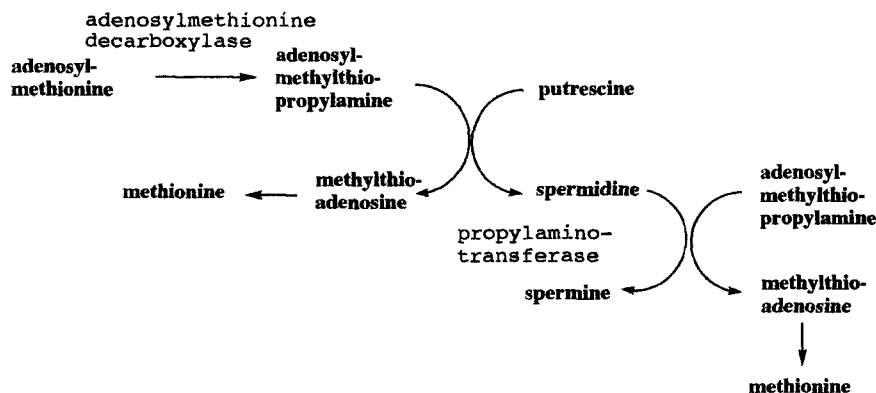 adenosylmethionine
decarboxylase
adenosyl-
methionine
adenosyl-
methylthio-
propylamine
putrescine
methionine
methylthio-
adenosine
spermidine
adenosyl-
methylthio-
propylamine
propylamino-
transferase
spermine
methylthio-
adenosine
methionine